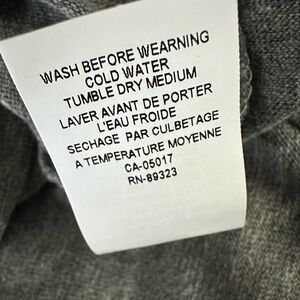 WASH BEFORE WEARNING
COLD WATER
TUMBLE DRY MEDIUM
LAVER AVANT DE PORTER
L'EAU FROIDE
SECHAGE PAR CULBETAGE
A TEMPERATURE MOYENNE
CA-05017
RN-89323